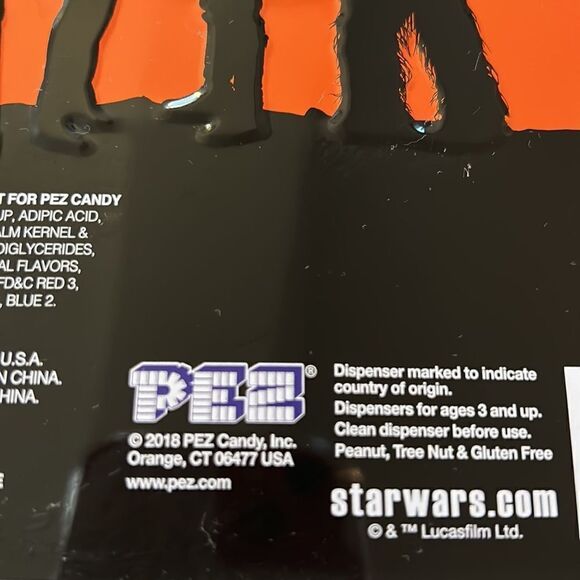 T FOR PEZ CANDY
UP, ADIPIC ACID,
ALM KERNEL &
DIGLYCERIDES,
AL FLAVORS,
FD&C RED 3,
, BLUE 2.
U.S.A.
N CHINA.
HINA.
E
PEZ®
© 2018 PEZ Candy, Inc.
Orange, CT 06477 USA
www.pez.com
Dispenser marked to indicate
country of origin.
Dispensers for ages 3 and up.
Clean dispenser before use.
Peanut, Tree Nut & Gluten Free
starwars.com
© & ™ Lucasfilm Ltd.